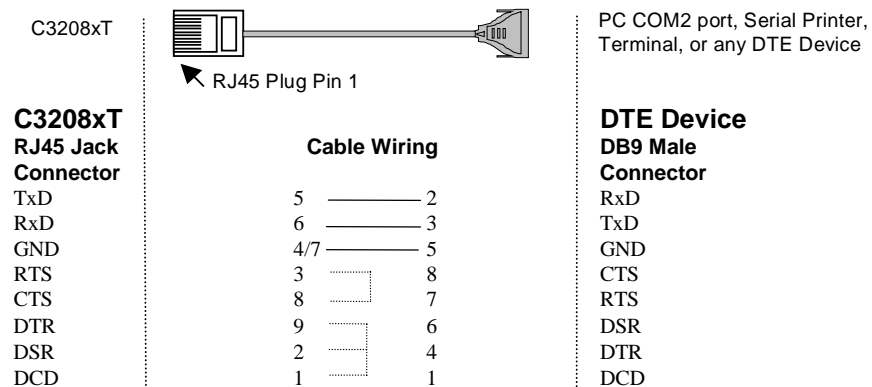 C3208xT
PC COM2 port, Serial Printer,
Terminal, or any DTE Device
RJ45 Plug Pin 1
C3208xT DTE Device
RJ45 Jack Cable Wiring DB9 Male
Connector Connector
TxD 5 2 RxD
RxD 6 3 TxD
GND 4/7 5 GND
RTS 3 8 CTS
CTS 8 7 RTS
DTR 9 6 DSR
DSR 2 4 DTR
DCD 1 1 DCD